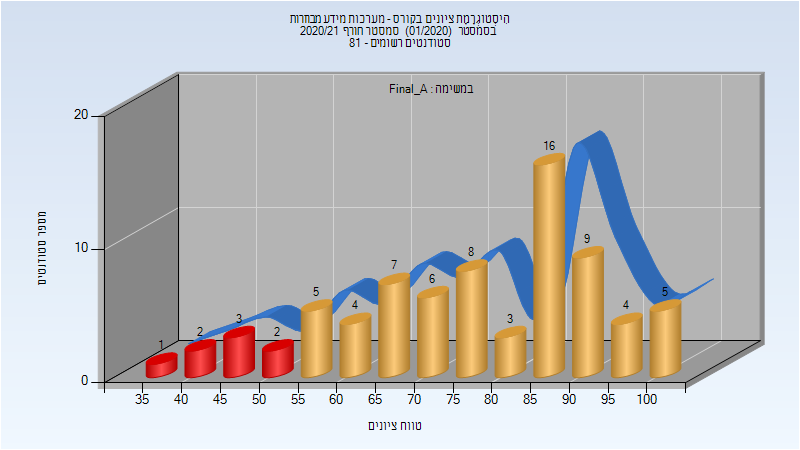 היסטוגרמת ציונים בקורס - מערכות מידע מבוזרות
בסמסטר (01/2020) סמסטר חורף 2020/21
סטודנטים רשומים - 81
במשימה : Final_A
מספר סטודנטים
20
10
0
1
2
3
2
5
4
7
6
8
3
16
9
4
5
35 40 45 50 55 60 65 70 75 80 85 90 95 100
טווח ציונים